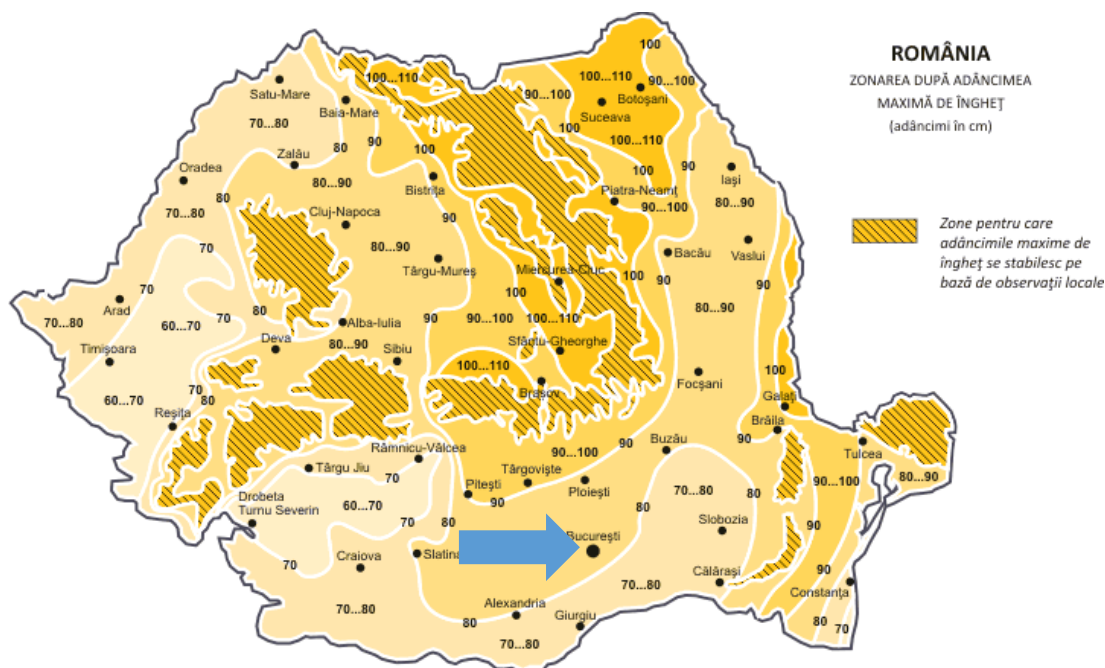 ROMÂNIA
ZONAREA DUPĂ ADÂNCIMEA
MAXIMĂ DE ÎNGHEŢ
(adâncimi în cm)
Zone pentru care
adâncimile maxime de
îngheţ se stabilesc pe
bază de observaţii locale
100
100...110
90...100
Botoşani
Suceava
90...100
100
100...110
100
Satu-Mare
Baia-Mare
100...110
70...80
90
80
100
Zalău
Oradea
80
80...90
Bistriţa
Piatra-Neamţ
90
Iaşi
80...90
90...100
70...80
90
Cluj-Napoca
70
80...90
Târgu-Mureş
Bacău
Vaslui
90
100
Miercurea-Ciuc
90
70
Arad
70...80
60...70
70
80
Alba-Iulia
90
100
90...100
100...110
80...90
Timişoara
Deva
80...90
Sibiu
Sfântu-Gheorghe
100...110
100
Braşov
Focşani
Galaţi
70
80
60...70
Reşiţa
Brăila
90
Râmnicu-Vâlcea
90...100
90
Buzău
Tulcea
Târgu Jiu
Târgovişte
Piteşti
90
Ploieşti
70...80
80
90...100
80...90
Drobeta
Turnu Severin
60...70
70
70
80
Bucureşti
Slobozia
90
Slatina
Craiova
70
70...80
Călăraşi
90
Constanţa
70...80
Alexandria
80
Giurgiu
70...80
80
70